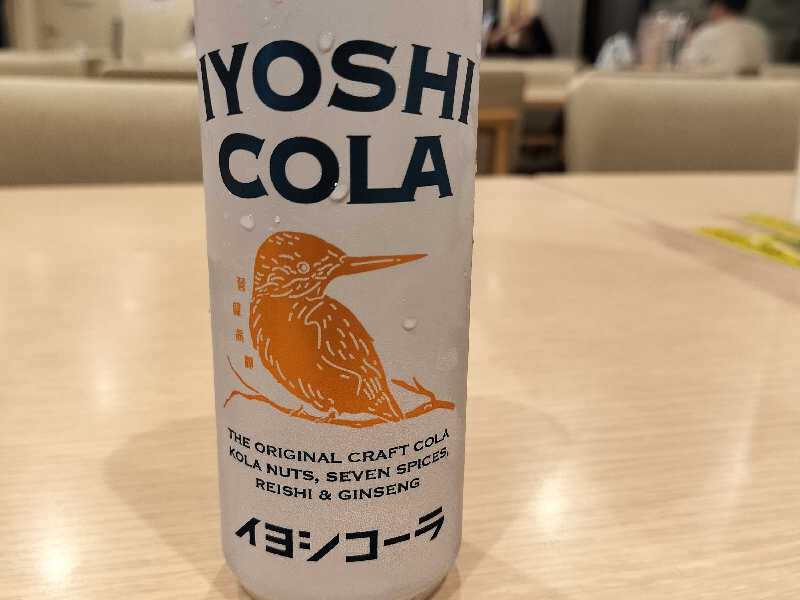 IYOSHI
COLA
THE ORIGINAL CRAFT COLA
KOLA NUTS, SEVEN SPICES,
REISHI & GINSENG
イヨシコーラ